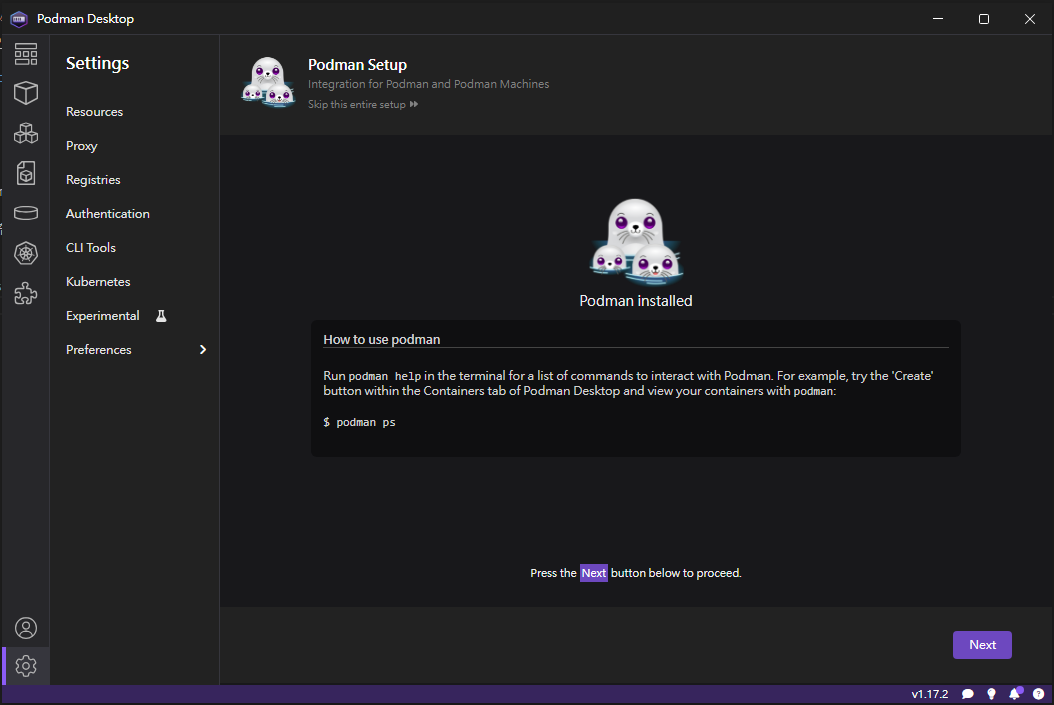 Podman Desktop
Settings
Resources
Proxy
Registries
Authentication
CLI Tools
Kubernetes
Experimental
Preferences
Podman Setup
Integration for Podman and Podman Machines
Skip this entire setup
Podman installed
How to use podman
Run podman help in the terminal for a list of commands to interact with Podman. For example, try the 'Create'
button within the Containers tab of Podman Desktop and view your containers with podman:
$ podman ps
Press the Next button below to proceed.
Next
v1.17.2